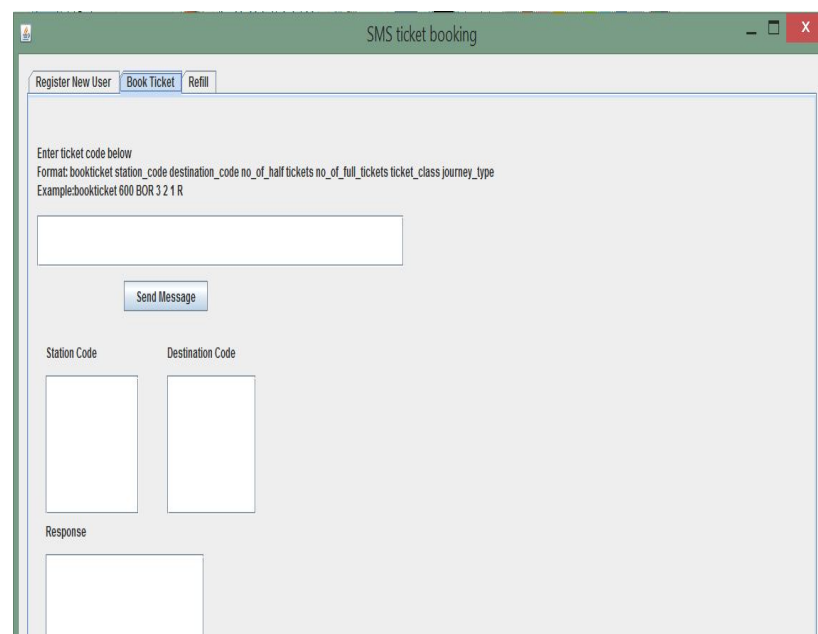 SMS ticket booking
X
Register New User Book Ticket Refill
Enter ticket code below
Format: bookticket station_code destination_code no_of_half tickets no_of_full_tickets ticket_class journey_type
Example:bookticket 600 BOR 3 2 1 R
Send Message
Station Code Destination Code
Response